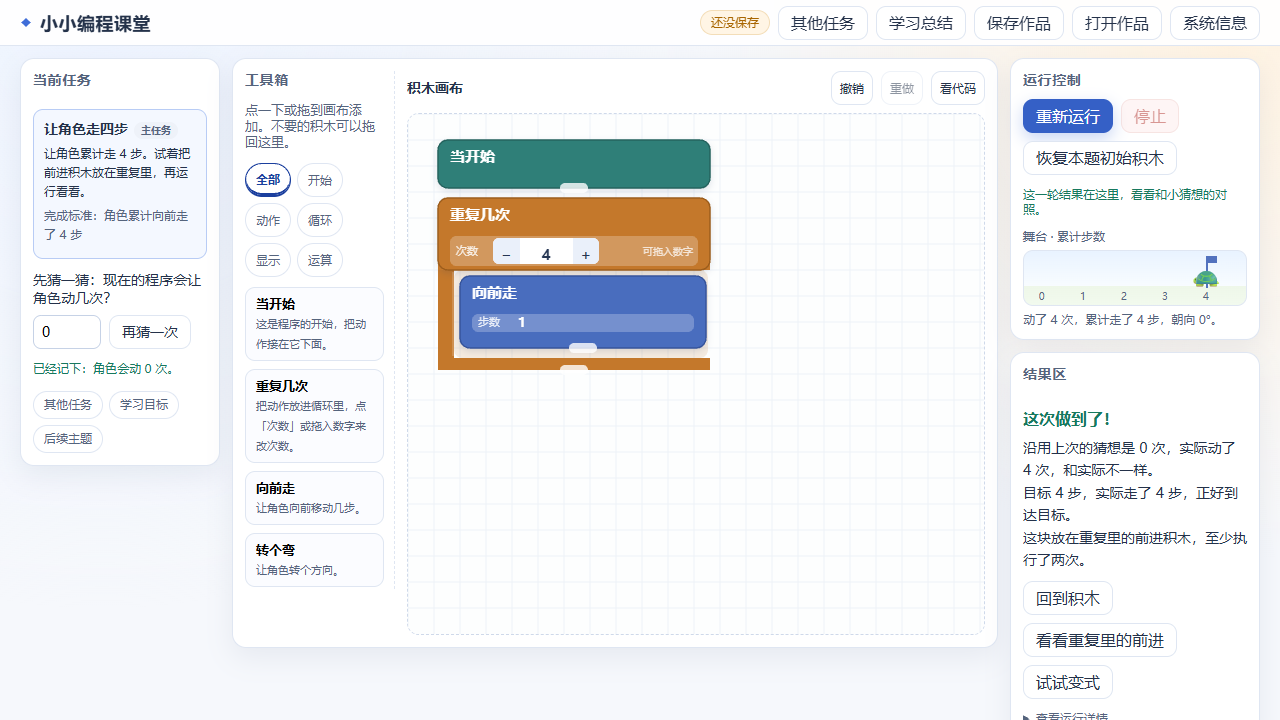 小小编程课堂
还没保存
其他任务
学习总结
保存作品
打开作品
系统信息
当前任务
让角色走四步 主任务
让角色累计走 4 步。试着把
前进积木放在重复里，再运
行看看。
完成标准：角色累计向前走
了 4 步
先猜一猜：现在的程序会让
角色动几次？
0
再猜一次
已经记下：角色会动 0 次。
其他任务
学习目标
后续主题
工具箱
点一下或拖到画布添
加。不要的积木可以拖
回这里。
全部
开始
动作
循环
显示
运算
当开始
这是程序的开始，把动
作接在它下面。
重复几次
把动作放进循环里，点
「次数」或拖入数字来
改次数。
向前走
让角色向前移动几步。
转个弯
让角色转个方向。
积木画布
撤销
重做
看代码
当开始
重复几次
次数 − 4 + 可拖入数字
向前走
步数 1
运行控制
重新运行
停止
恢复本题初始积木
这一轮结果在这里，看看和小猜想的对
照。
舞台 · 累计步数
0 1 2 3 4
动了 4 次，累计走了 4 步，朝向 0°。
结果区
这次做到了！
沿用上次的猜想是 0 次，实际动了
4 次，和实际不一样。
目标 4 步，实际走了 4 步，正好到
达目标。
这块放在重复里的前进积木，至少执
行了两次。
回到积木
看看重复里的前进
试试变式
查看运行详情